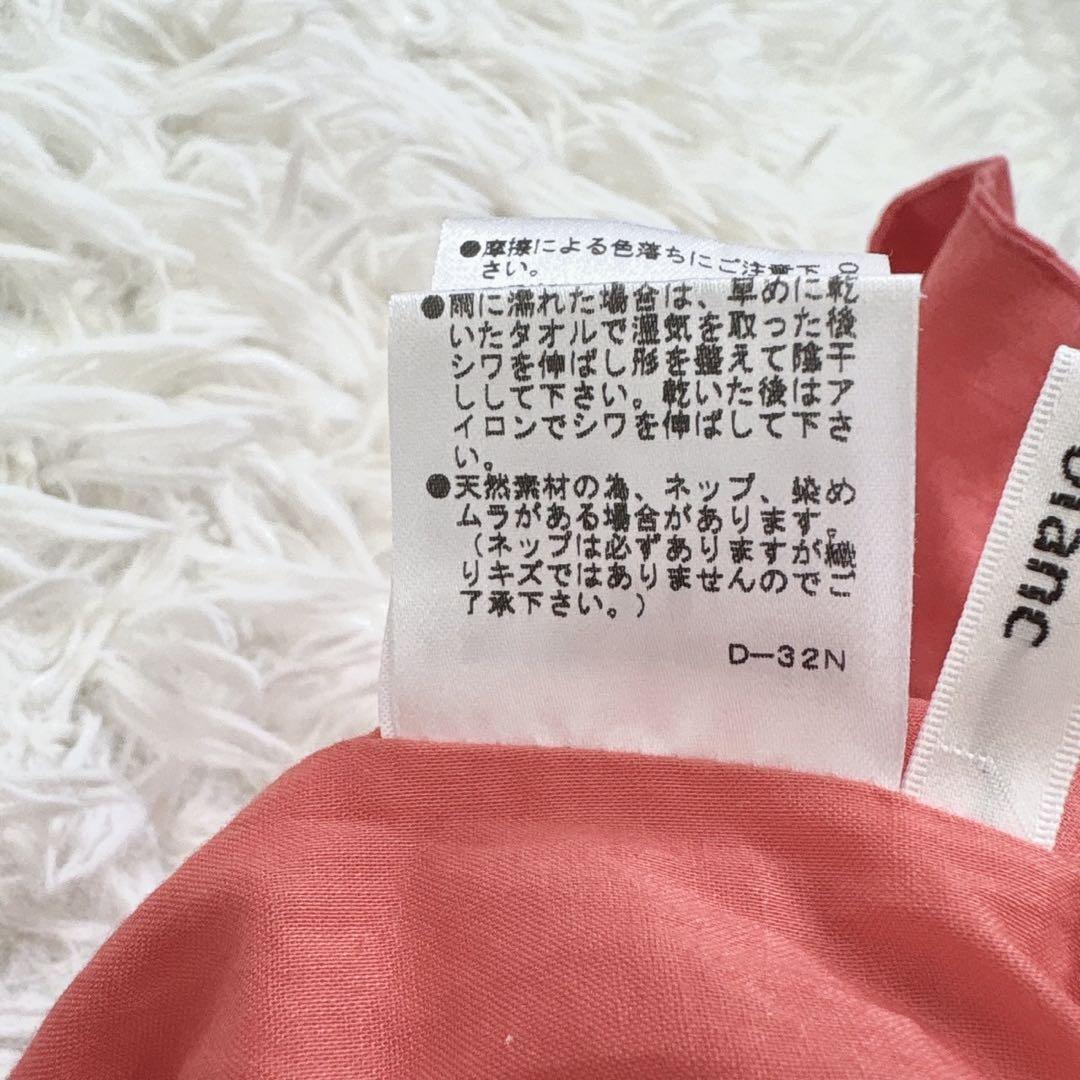 ●摩擦による色落ちにご注意下
さい。
●雨に濡れた場合は、早めに乾
いたタオルで湿気を取った後
シワを伸ばし形を整えて陰干
しして下さい。乾いた後はア
イロンでシワを伸ばして下さ
い。
●天然素材の為、ネップ、染め
ムラがある場合があります。
(ネップは必ずありますが織
りキズではありませんのでご
了承下さい。)
D-32N
blanc